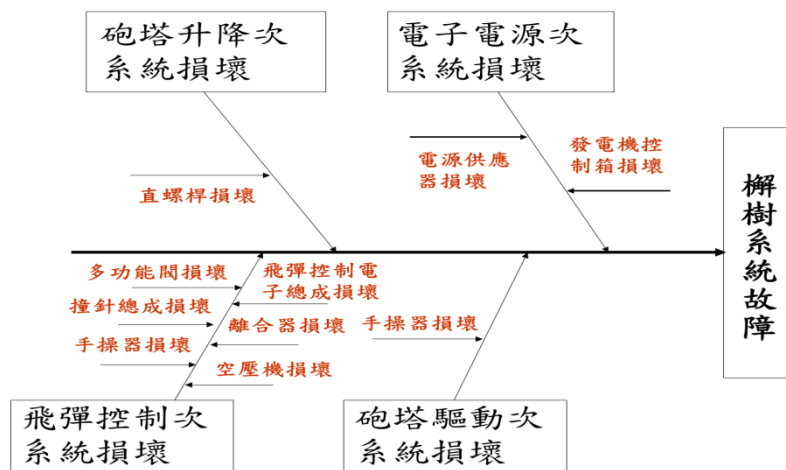 砲塔升降次
系統損壞
電子電源次
系統損壞
直螺桿損壞
電源供應
器損壞
發電機控
制箱損壞
檞樹系統故障
多功能閥損壞
飛彈控制電
子總成損壞
撞針總成損壞
離合器損壞
手操器損壞
空壓機損壞
手操器損壞
飛彈控制次
系統損壞
砲塔驅動次
系統損壞